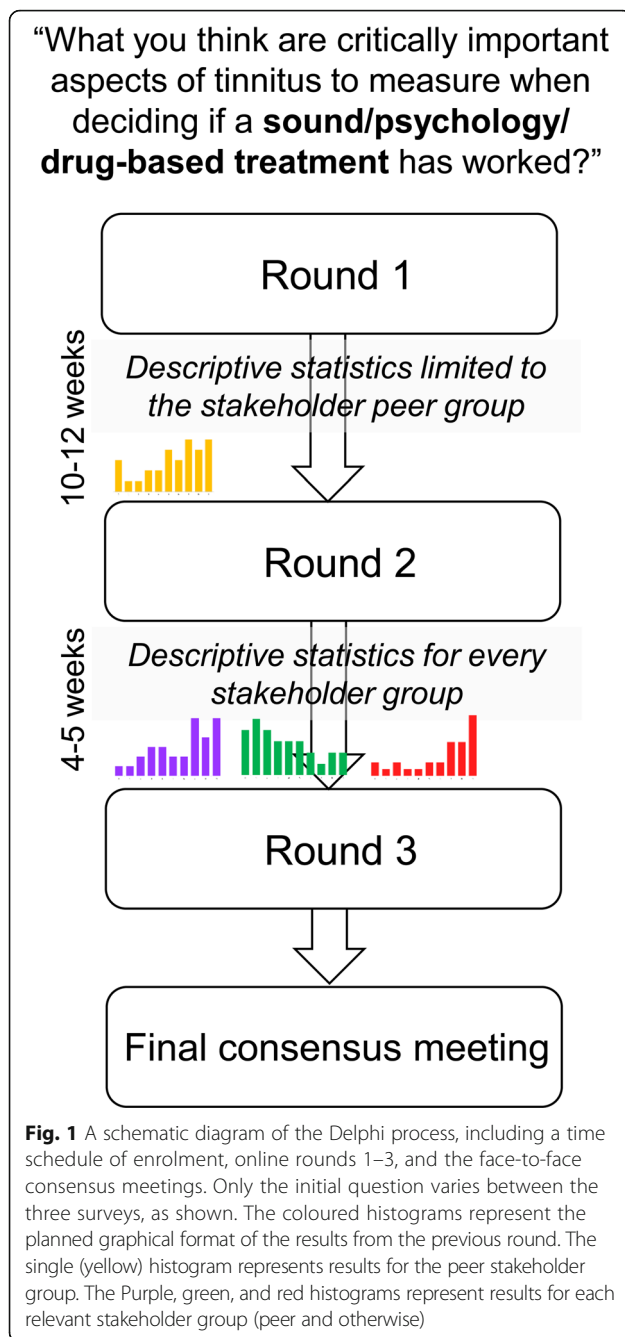 “What you think are critically important
aspects of tinnitus to measure when
deciding if a sound/psychology/
drug-based treatment has worked?”
Round 1
10-12 weeks
Descriptive statistics limited to
the stakeholder peer group
Round 2
4-5 weeks
Descriptive statistics for every
stakeholder group
Round 3
Final consensus meeting
Fig. 1 A schematic diagram of the Delphi process, including a time
schedule of enrolment, online rounds 1–3, and the face-to-face
consensus meetings. Only the initial question varies between the
three surveys, as shown. The coloured histograms represent the
planned graphical format of the results from the previous round. The
single (yellow) histogram represents results for the peer stakeholder
group. The Purple, green, and red histograms represent results for each
relevant stakeholder group (peer and otherwise)